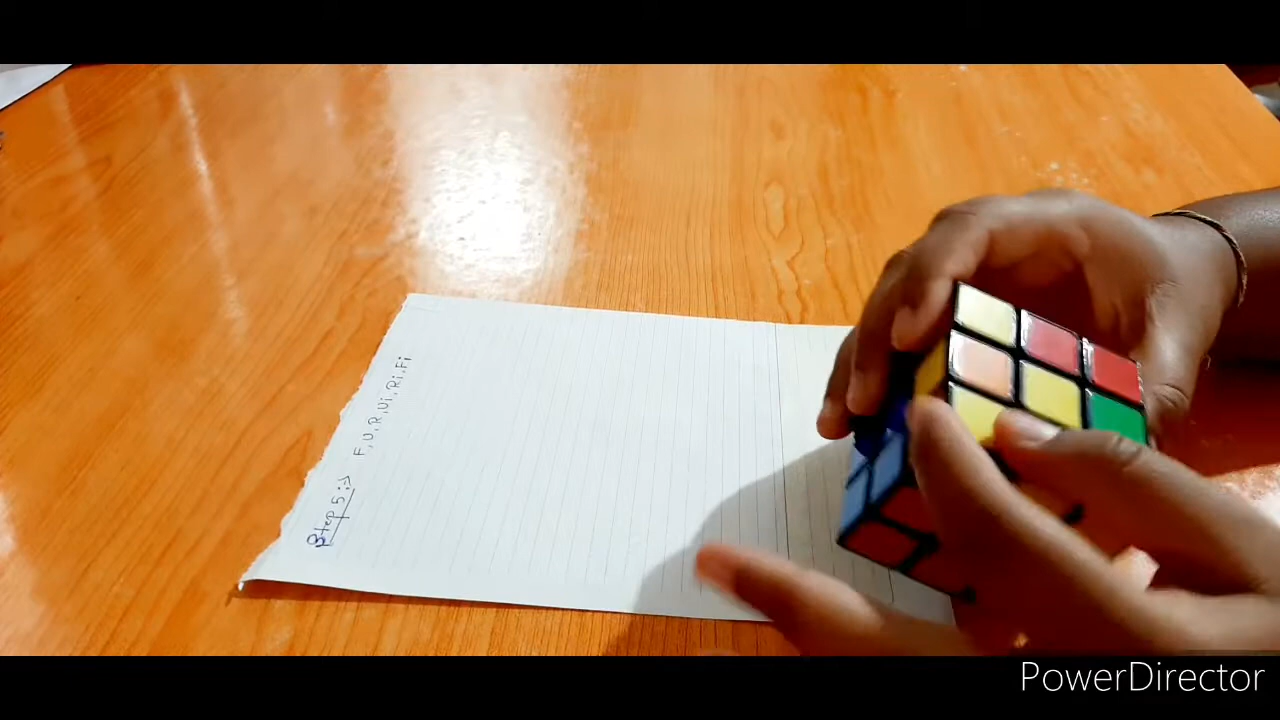 Step 5 :->  F, U, R, Ui, Ri, Fi
PowerDirector